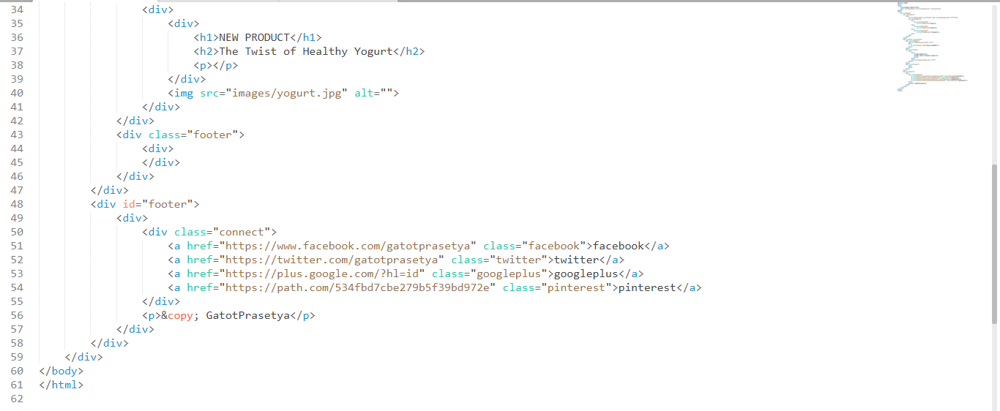 34 <div>
35 <div>
36 <h1>NEW PRODUCT</h1>
37 <h2>The Twist of Healthy Yogurt</h2>
38 <p></p>
39 </div>
40 <img src="images/yogurt.jpg" alt="">
41 </div>
42 </div>
43 <div class="footer">
44 <div>
45 </div>
46 </div>
47 </div>
48 <div id="footer">
49 <div>
50 <div class="connect">
51 <a href="https://www.facebook.com/gatotprasetya" class="facebook">facebook</a>
52 <a href="https://twitter.com/gatotprasetya" class="twitter">twitter</a>
53 <a href="https://plus.google.com/?hl=id" class="googleplus">googleplus</a>
54 <a href="https://path.com/534fbd7cbe279b5f39bd972e" class="pinterest">pinterest</a>
55 </div>
56 <p>&copy; GatotPrasetya</p>
57 </div>
58 </div>
59 </div>
60 </body>
61 </html>
62